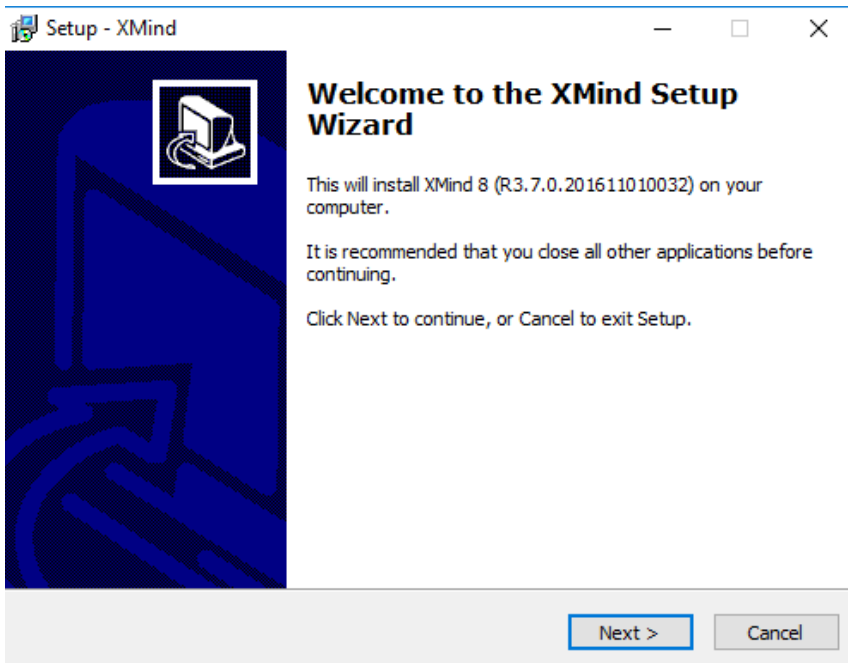 Setup - XMind
Welcome to the XMind Setup
Wizard
This will install XMind 8 (R3.7.0.201611010032) on your
computer.
It is recommended that you close all other applications before
continuing.
Click Next to continue, or Cancel to exit Setup.
Next >
Cancel